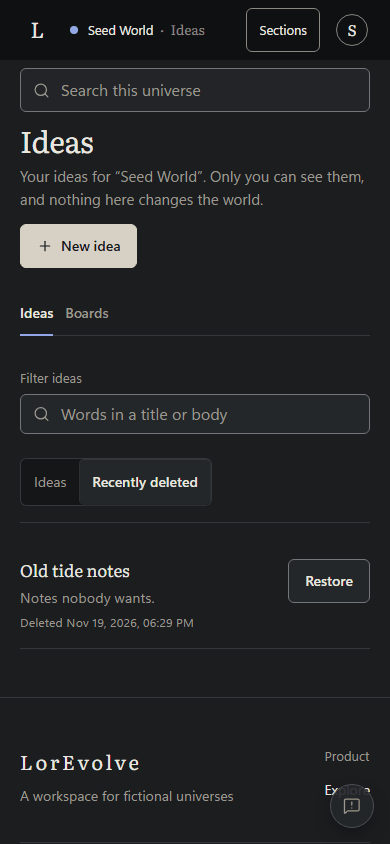 L Seed World · Ideas Sections S
Search this universe
Ideas
Your ideas for “Seed World”. Only you can see them,
and nothing here changes the world.
New idea
Ideas Boards
Filter ideas
Words in a title or body
Ideas Recently deleted
Old tide notes
Notes nobody wants.
Deleted Nov 19, 2026, 06:29 PM
Restore
LorEvolve
A workspace for fictional universes
Product
Explore